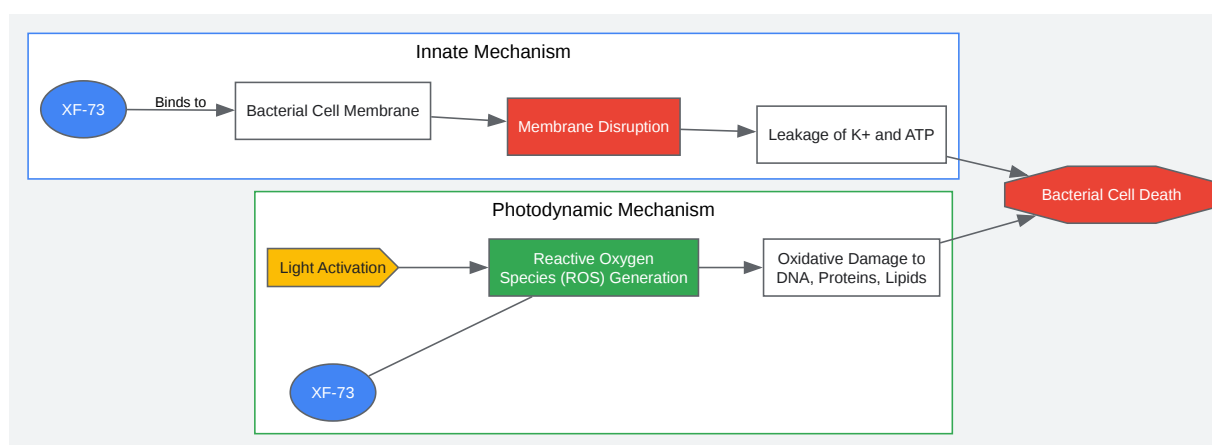 Innate Mechanism
XF-73
Binds to
Bacterial Cell Membrane
Membrane Disruption
Leakage of K+ and ATP
Bacterial Cell Death
Photodynamic Mechanism
Light Activation
Reactive Oxygen
Species (ROS) Generation
Oxidative Damage to
DNA, Proteins, Lipids
XF-73